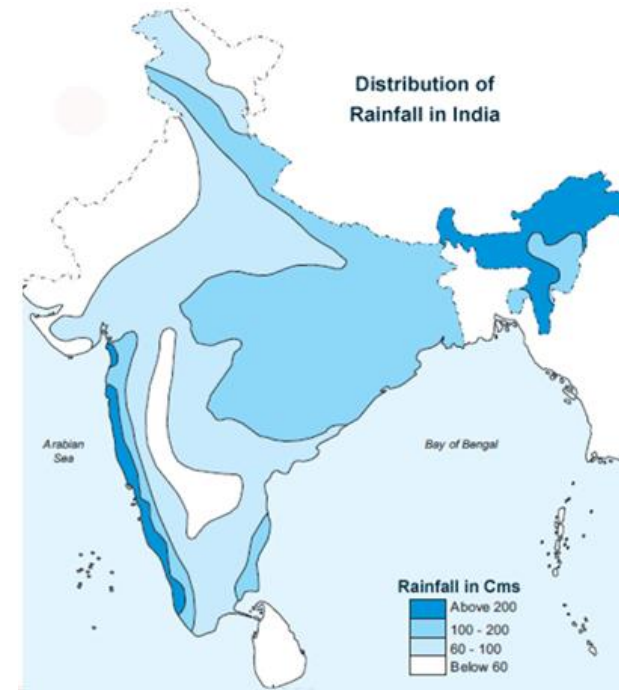 Distribution of
Rainfall in India
Arabian
Sea
Bay of Bengal
Rainfall in Cms
Above 200
100 - 200
60 - 100
Below 60